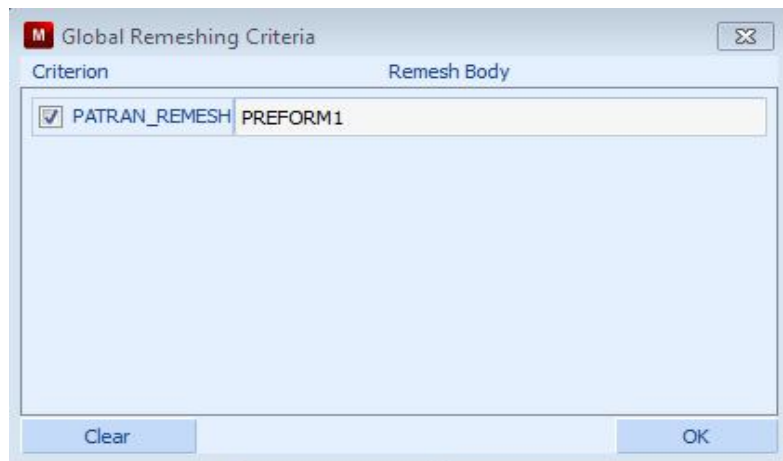 M Global Remeshing Criteria
Criterion Remesh Body
PATRAN_REMESH PREFORM1
Clear OK